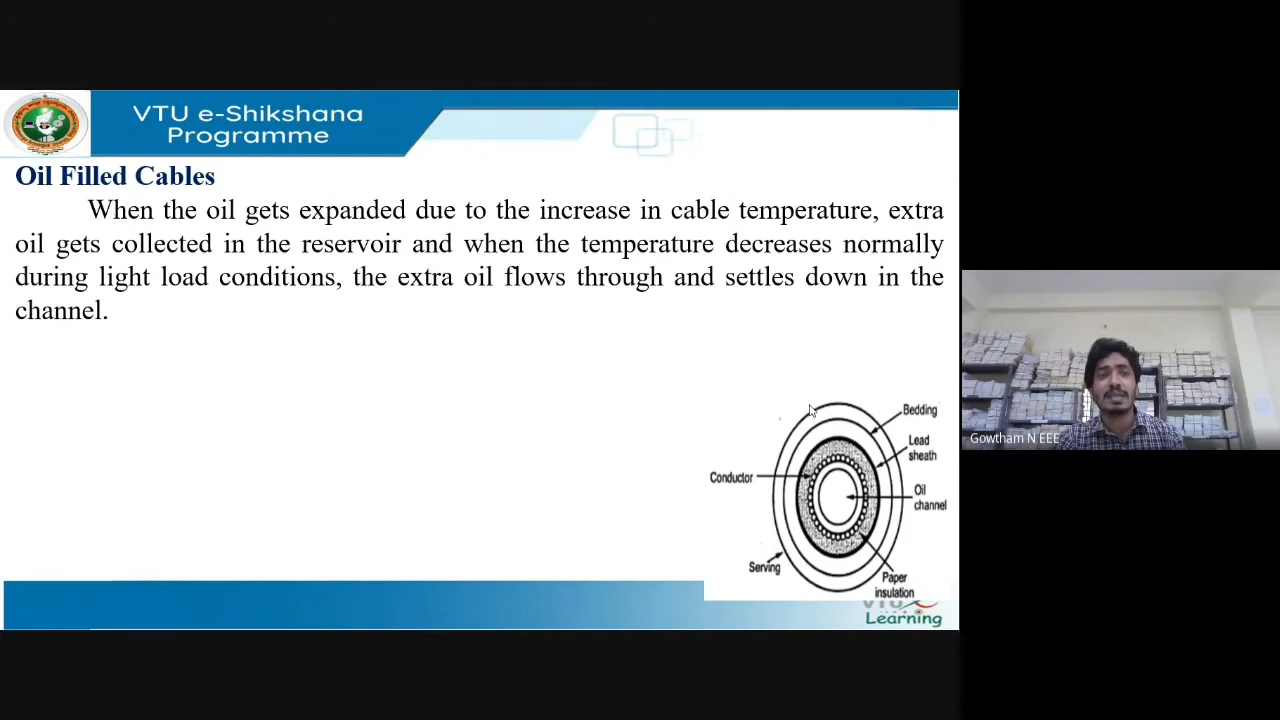 VTU e-Shikshana
Programme
Oil Filled Cables
When the oil gets expanded due to the increase in cable temperature, extra
oil gets collected in the reservoir and when the temperature decreases normally
during light load conditions, the extra oil flows through and settles down in the
channel.
Bedding
Lead
sheath
Conductor
Oil
channel
Serving
Paper
insulation
VTU
Learning
Gowtham N EEE